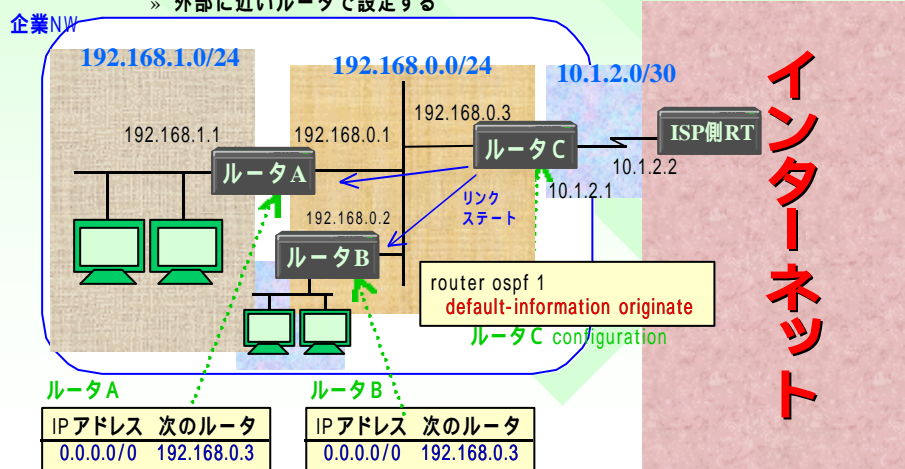 » 外部に近いルータで設定する
企業NW
192.168.1.0/24
192.168.0.0/24
10.1.2.0/30
192.168.1.1
192.168.0.1
192.168.0.3
ルータA
ルータC
ISP側RT
10.1.2.2
10.1.2.1
リンク
ステート
192.168.0.2
ルータB
router ospf 1
default-information originate
ルータC configuration
インターネット
ルータA
IPアドレス 次のルータ
0.0.0.0/0 192.168.0.3
ルータB
IPアドレス 次のルータ
0.0.0.0/0 192.168.0.3